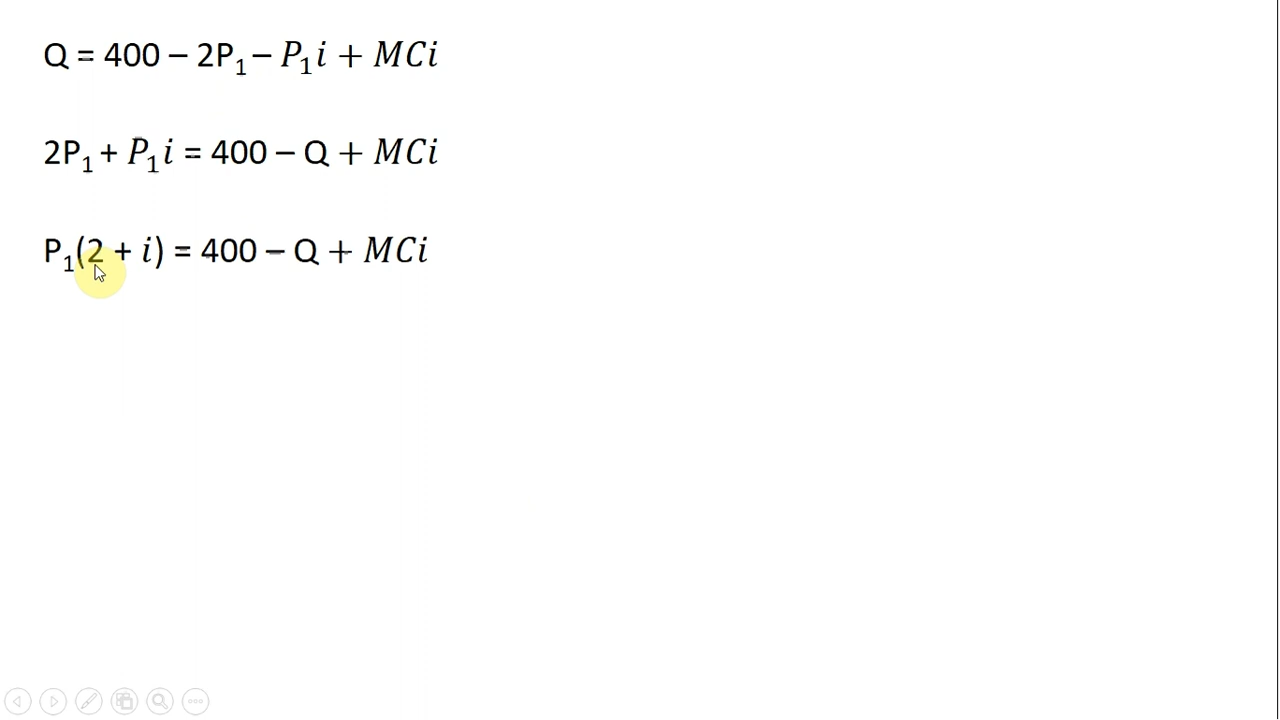 Q = 400 – 2P₁ – P₁i + MCi
2P₁ + P₁i = 400 – Q + MCi
P₁(2 + i) = 400 – Q + MCi